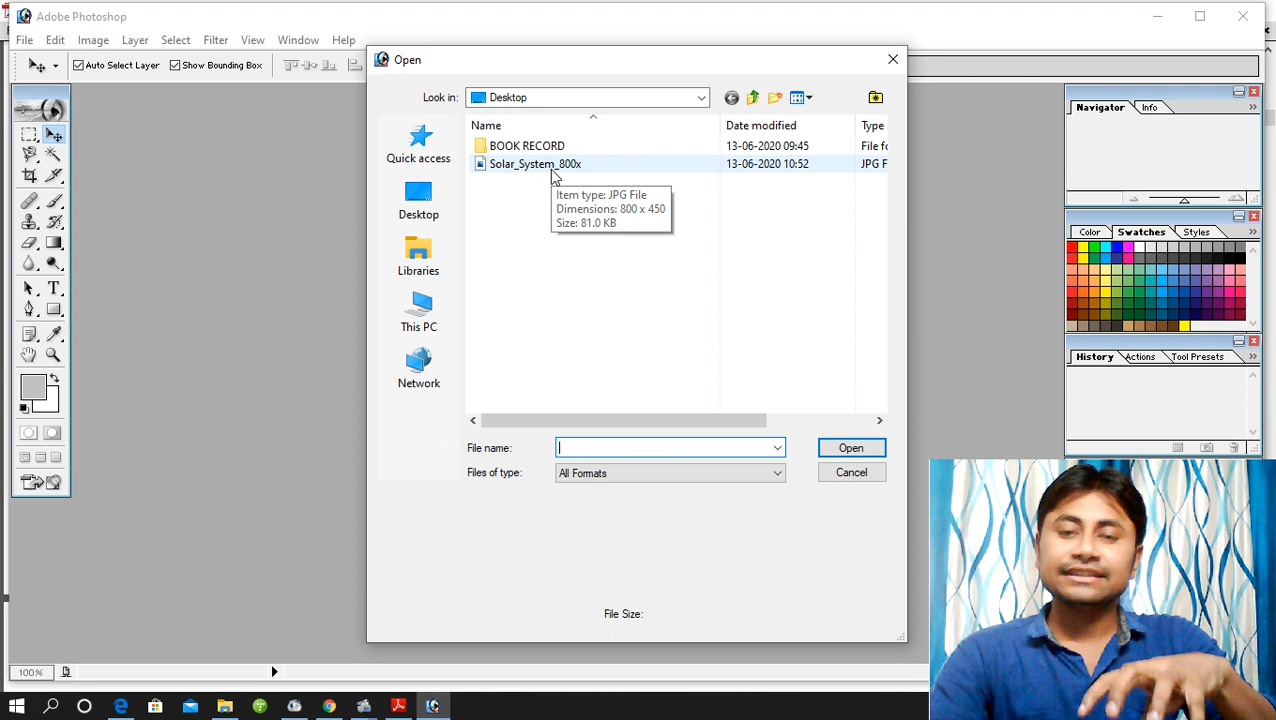 Adobe Photoshop
File Edit Image Layer Select Filter View Window Help
Auto Select Layer Show Bounding Box
Open
Look in: Desktop
Name Date modified Type
BOOK RECORD 13-06-2020 09:45 File fo
Solar_System_800x 13-06-2020 10:52 JPG F
Item type: JPG File
Dimensions: 800 x 450
Size: 81.0 KB
Quick access
Desktop
Libraries
This PC
Network
File name:
Open
Files of type: All Formats
Cancel
File Size:
Navigator Info
Color Swatches Styles
History Actions Tool Presets
100%